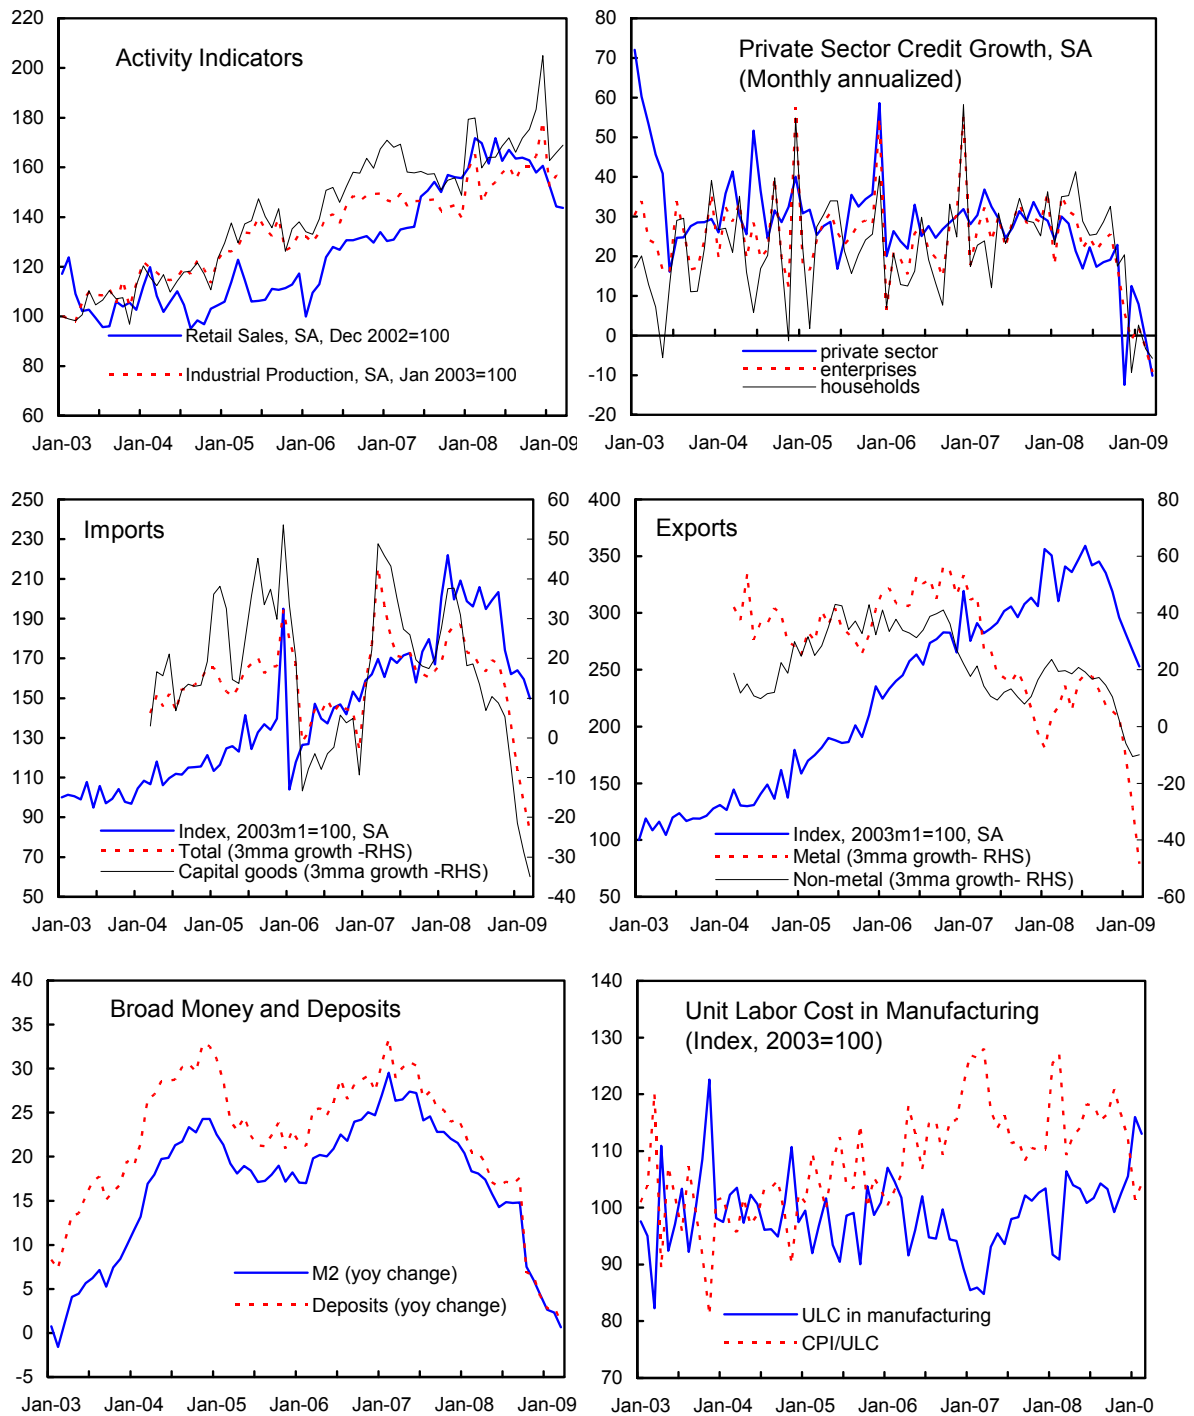 Activity Indicators
220
200
180
160
140
120
100
80
60
Retail Sales, SA, Dec 2002=100
Industrial Production, SA, Jan 2003=100
Jan-03 Jan-04 Jan-05 Jan-06 Jan-07 Jan-08 Jan-09
Private Sector Credit Growth, SA
(Monthly annualized)
80
70
60
50
40
30
20
10
0
-10
-20
private sector
enterprises
households
Jan-03 Jan-04 Jan-05 Jan-06 Jan-07 Jan-08 Jan-09
Imports
250
230
210
190
170
150
130
110
90
70
50
60
50
40
30
20
10
0
-10
-20
-30
-40
Index, 2003m1=100, SA
Total (3mma growth -RHS)
Capital goods (3mma growth -RHS)
Jan-03 Jan-04 Jan-05 Jan-06 Jan-07 Jan-08 Jan-09
Exports
400
350
300
250
200
150
100
50
80
60
40
20
0
-20
-40
-60
Index, 2003m1=100, SA
Metal (3mma growth- RHS)
Non-metal (3mma growth- RHS)
Jan-03 Jan-04 Jan-05 Jan-06 Jan-07 Jan-08 Jan-09
Broad Money and Deposits
40
35
30
25
20
15
10
5
0
-5
M2 (yoy change)
Deposits (yoy change)
Jan-03 Jan-04 Jan-05 Jan-06 Jan-07 Jan-08 Jan-09
Unit Labor Cost in Manufacturing
(Index, 2003=100)
140
130
120
110
100
90
80
70
ULC in manufacturing
CPI/ULC
Jan-03 Jan-04 Jan-05 Jan-06 Jan-07 Jan-08 Jan-0